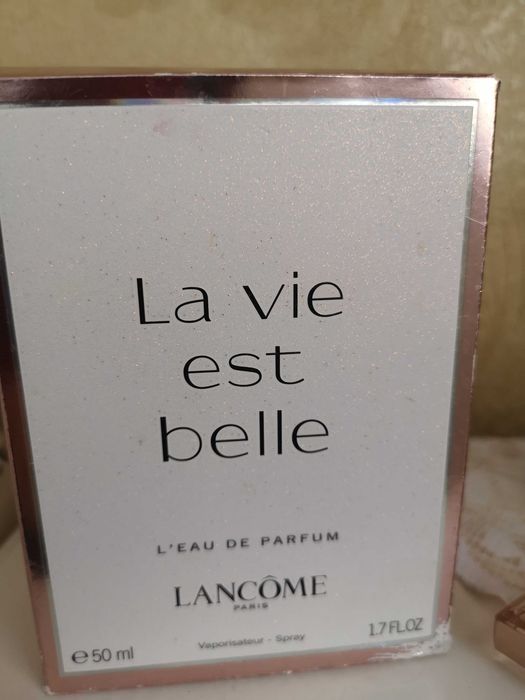 La vie
est
belle
L'EAU DE PARFUM
LANCÔME
PARIS
Vaporisateur - Spray
℮50 ml
1.7 FL.OZ